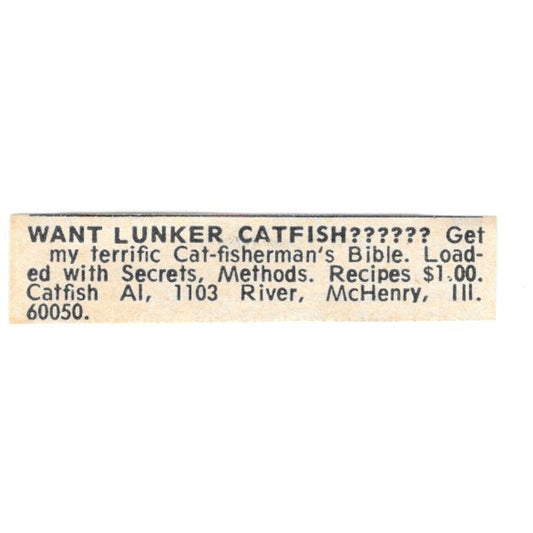 WANT LUNKER CATFISH?????? Get
my terrific Cat-fisherman's Bible. Load-
ed with Secrets, Methods. Recipes $1.00.
Catfish Al, 1103 River, McHenry, Ill.
60050.